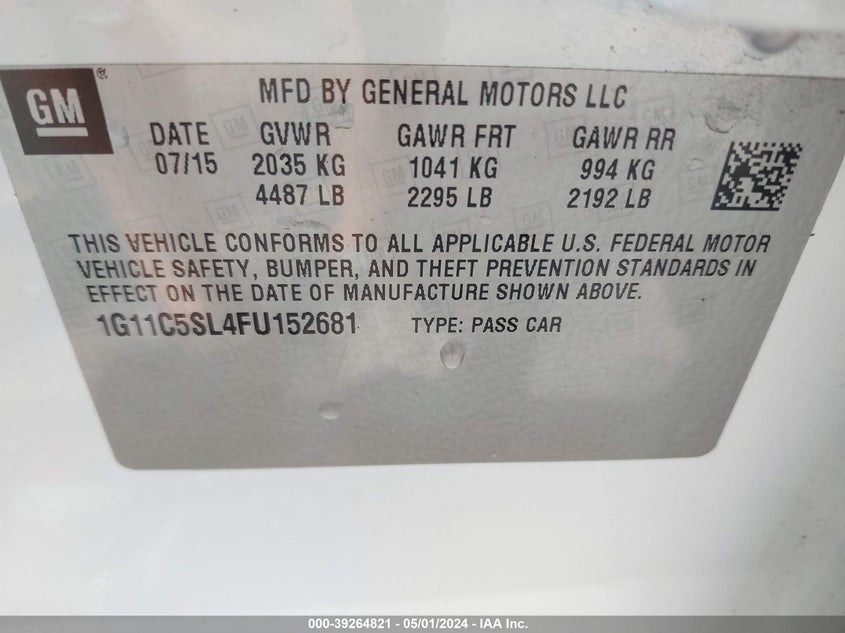 GM
MFD BY GENERAL MOTORS LLC
DATE GVWR GAWR FRT GAWR RR
07/15 2035 KG 1041 KG 994 KG
4487 LB 2295 LB 2192 LB
THIS VEHICLE CONFORMS TO ALL APPLICABLE U.S. FEDERAL MOTOR
VEHICLE SAFETY, BUMPER, AND THEFT PREVENTION STANDARDS IN
EFFECT ON THE DATE OF MANUFACTURE SHOWN ABOVE.
1G11C5SL4FU152681 TYPE: PASS CAR
000-39264821 - 05/01/2024 - IAA Inc.